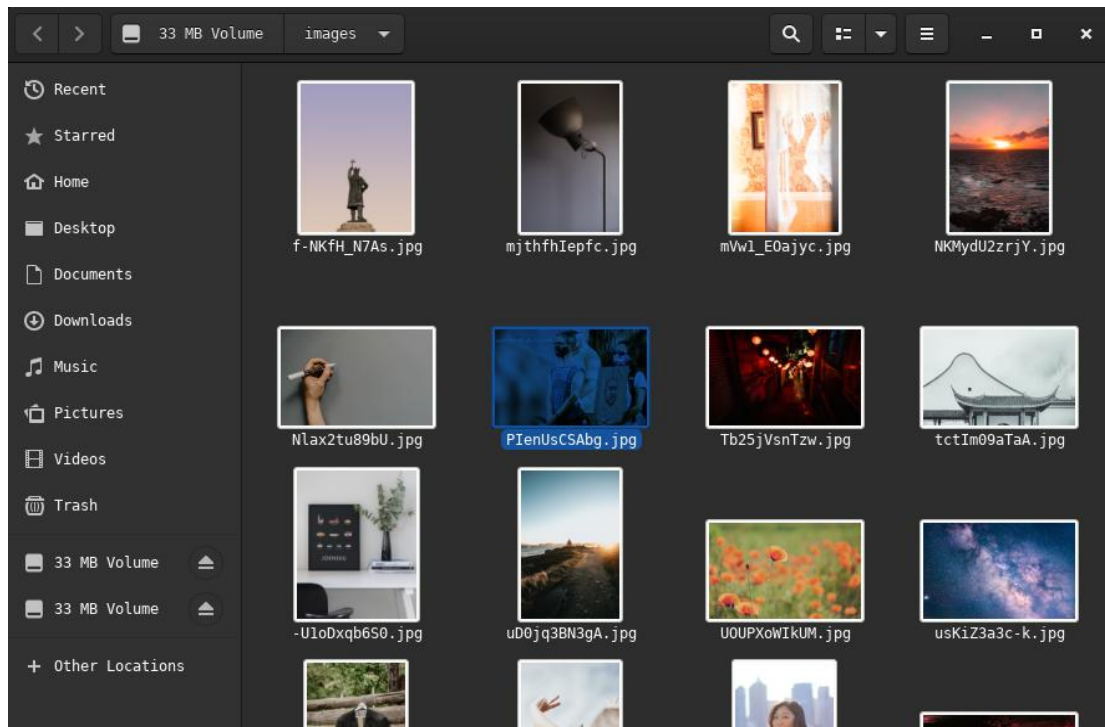 33 MB Volume images
Recent
Starred
Home
Desktop
Documents
Downloads
Music
Pictures
Videos
Trash
33 MB Volume
33 MB Volume
+ Other Locations
f-NKfH_N7As.jpg
mjthfhIepfc.jpg
mVw1_EOajyc.jpg
NKMydU2zrjY.jpg
Nlax2tu89bU.jpg
PIenUsCSAbg.jpg
Tb25jVsnTzw.jpg
tctIm09aTaA.jpg
-U1oDxqb6S0.jpg
uD0jq3BN3gA.jpg
UOUPXoWIkUM.jpg
usKiZ3a3c-k.jpg